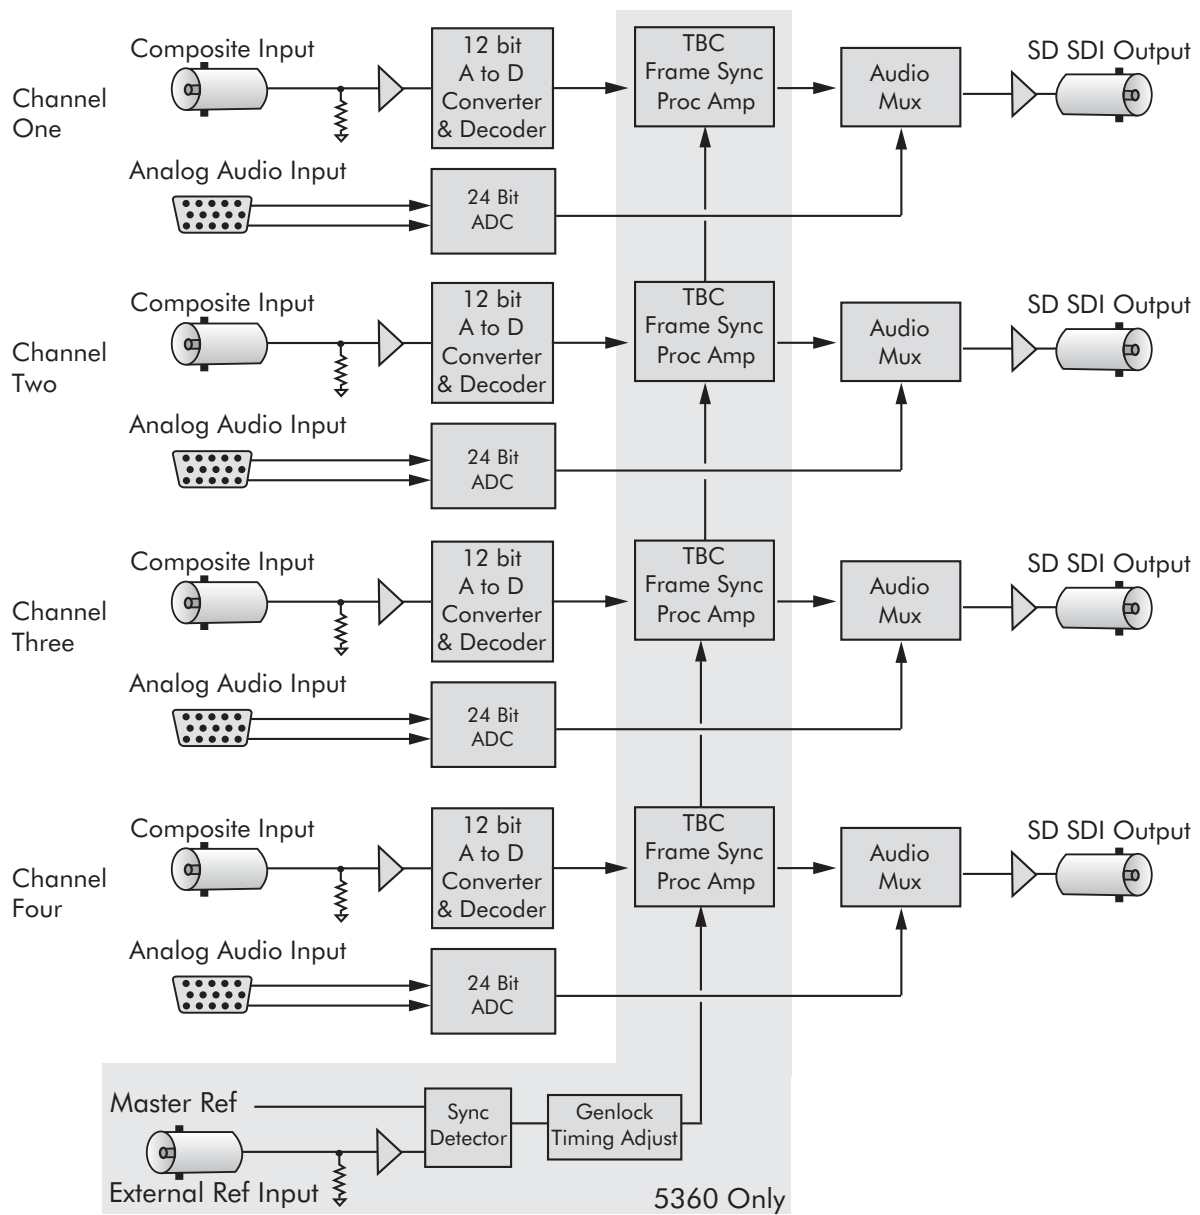 Composite Input
12 bit
A to D
Converter
& Decoder
TBC
Frame Sync
Proc Amp
Audio
Mux
SD SDI Output
Channel
One
Analog Audio Input
24 Bit
ADC
Composite Input
12 bit
A to D
Converter
& Decoder
TBC
Frame Sync
Proc Amp
Audio
Mux
SD SDI Output
Channel
Two
Analog Audio Input
24 Bit
ADC
Composite Input
12 bit
A to D
Converter
& Decoder
TBC
Frame Sync
Proc Amp
Audio
Mux
SD SDI Output
Channel
Three
Analog Audio Input
24 Bit
ADC
Composite Input
12 bit
A to D
Converter
& Decoder
TBC
Frame Sync
Proc Amp
Audio
Mux
SD SDI Output
Channel
Four
Analog Audio Input
24 Bit
ADC
Master Ref
Sync
Detector
Genlock
Timing Adjust
External Ref Input
5360 Only